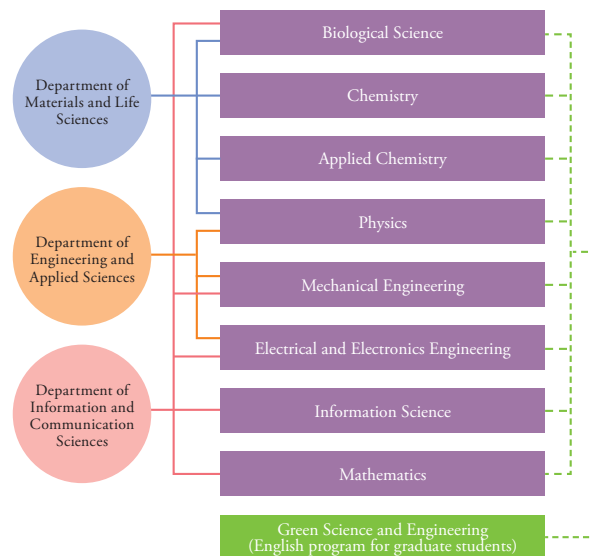 Department of
Materials and Life
Sciences
Department of
Engineering and
Applied Sciences
Department of
Information and
Communication
Sciences
Biological Science
Chemistry
Applied Chemistry
Physics
Mechanical Engineering
Electrical and Electronics Engineering
Information Science
Mathematics
Green Science and Engineering
(English program for graduate students)